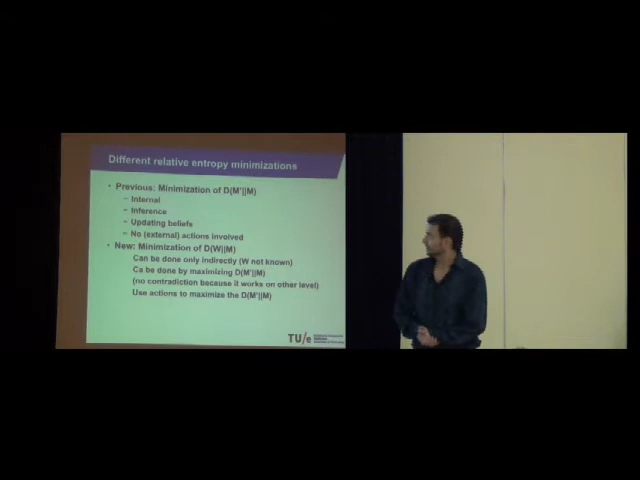 Different relative entropy minimizations
• Previous: Minimization of D(M'||M)
– Internal
– Inference
– Updating beliefs
– No (external) actions involved
• New: Minimization of D(W||M)
Can be done only indirectly (W not known)
Ca be done by maximizing D(M'||M)
(no contradiction because it works on other level)
Use actions to maximize the D(M'||M)
TU/e